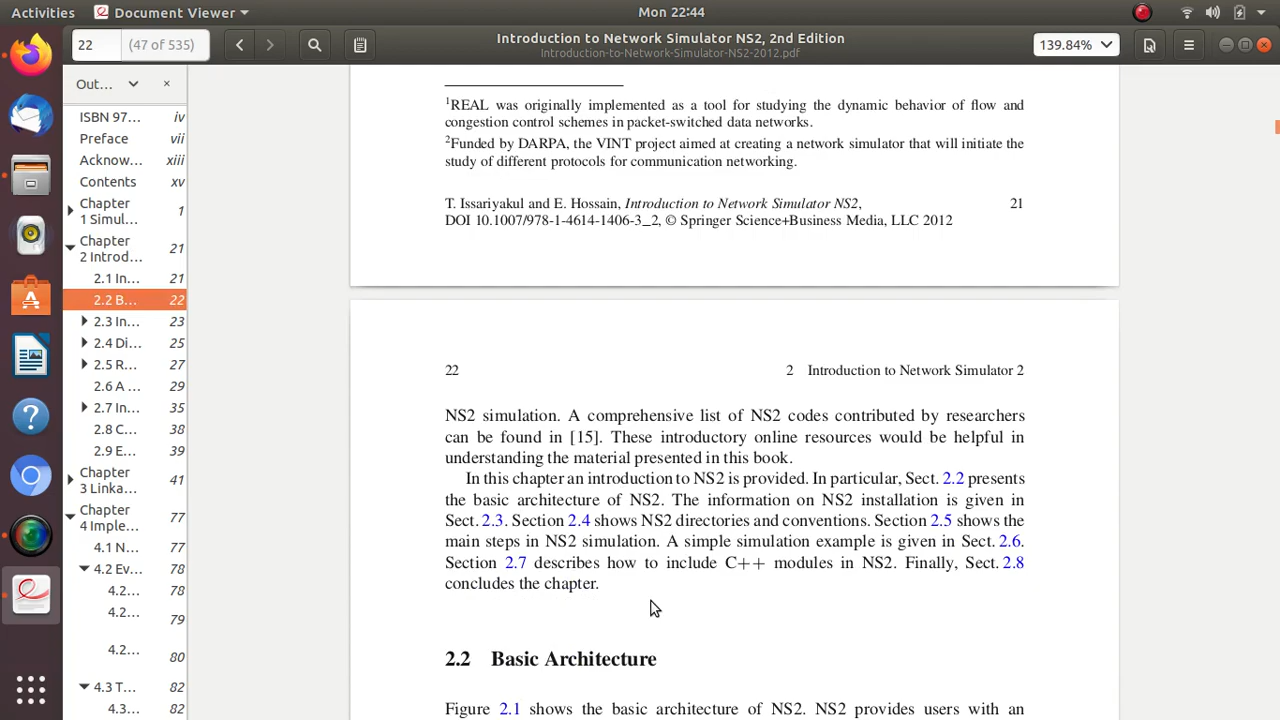 Activities
Document Viewer
Mon 22:44
22
(47 of 535)
Introduction to Network Simulator NS2, 2nd Edition
Introduction-to-Network-Simulator-NS2-2012.pdf
139.84%
Out...
ISBN 97... iv
Preface vii
Acknow... xiii
Contents xv
Chapter
1 Simul... 1
Chapter
2 Introd... 21
2.1 In... 21
2.2 B... 22
2.3 In... 23
2.4 Di... 25
2.5 R... 27
2.6 A ... 29
2.7 In... 35
2.8 C... 38
2.9 E... 39
Chapter
3 Linka... 41
Chapter
4 Imple... 77
4.1 N... 77
4.2 Ev... 78
4.2... 78
4.2... 79
4.2... 80
4.3 T... 82
4.3... 82
1REAL was originally implemented as a tool for studying the dynamic behavior of flow and
congestion control schemes in packet-switched data networks.
2Funded by DARPA, the VINT project aimed at creating a network simulator that will initiate the
study of different protocols for communication networking.
T. Issariyakul and E. Hossain, Introduction to Network Simulator NS2, 21
DOI 10.1007/978-1-4614-1406-3_2, © Springer Science+Business Media, LLC 2012
22 2 Introduction to Network Simulator 2
NS2 simulation. A comprehensive list of NS2 codes contributed by researchers
can be found in [15]. These introductory online resources would be helpful in
understanding the material presented in this book.
In this chapter an introduction to NS2 is provided. In particular, Sect. 2.2 presents
the basic architecture of NS2. The information on NS2 installation is given in
Sect. 2.3. Section 2.4 shows NS2 directories and conventions. Section 2.5 shows the
main steps in NS2 simulation. A simple simulation example is given in Sect. 2.6.
Section 2.7 describes how to include C++ modules in NS2. Finally, Sect. 2.8
concludes the chapter.
2.2 Basic Architecture
Figure 2.1 shows the basic architecture of NS2. NS2 provides users with an